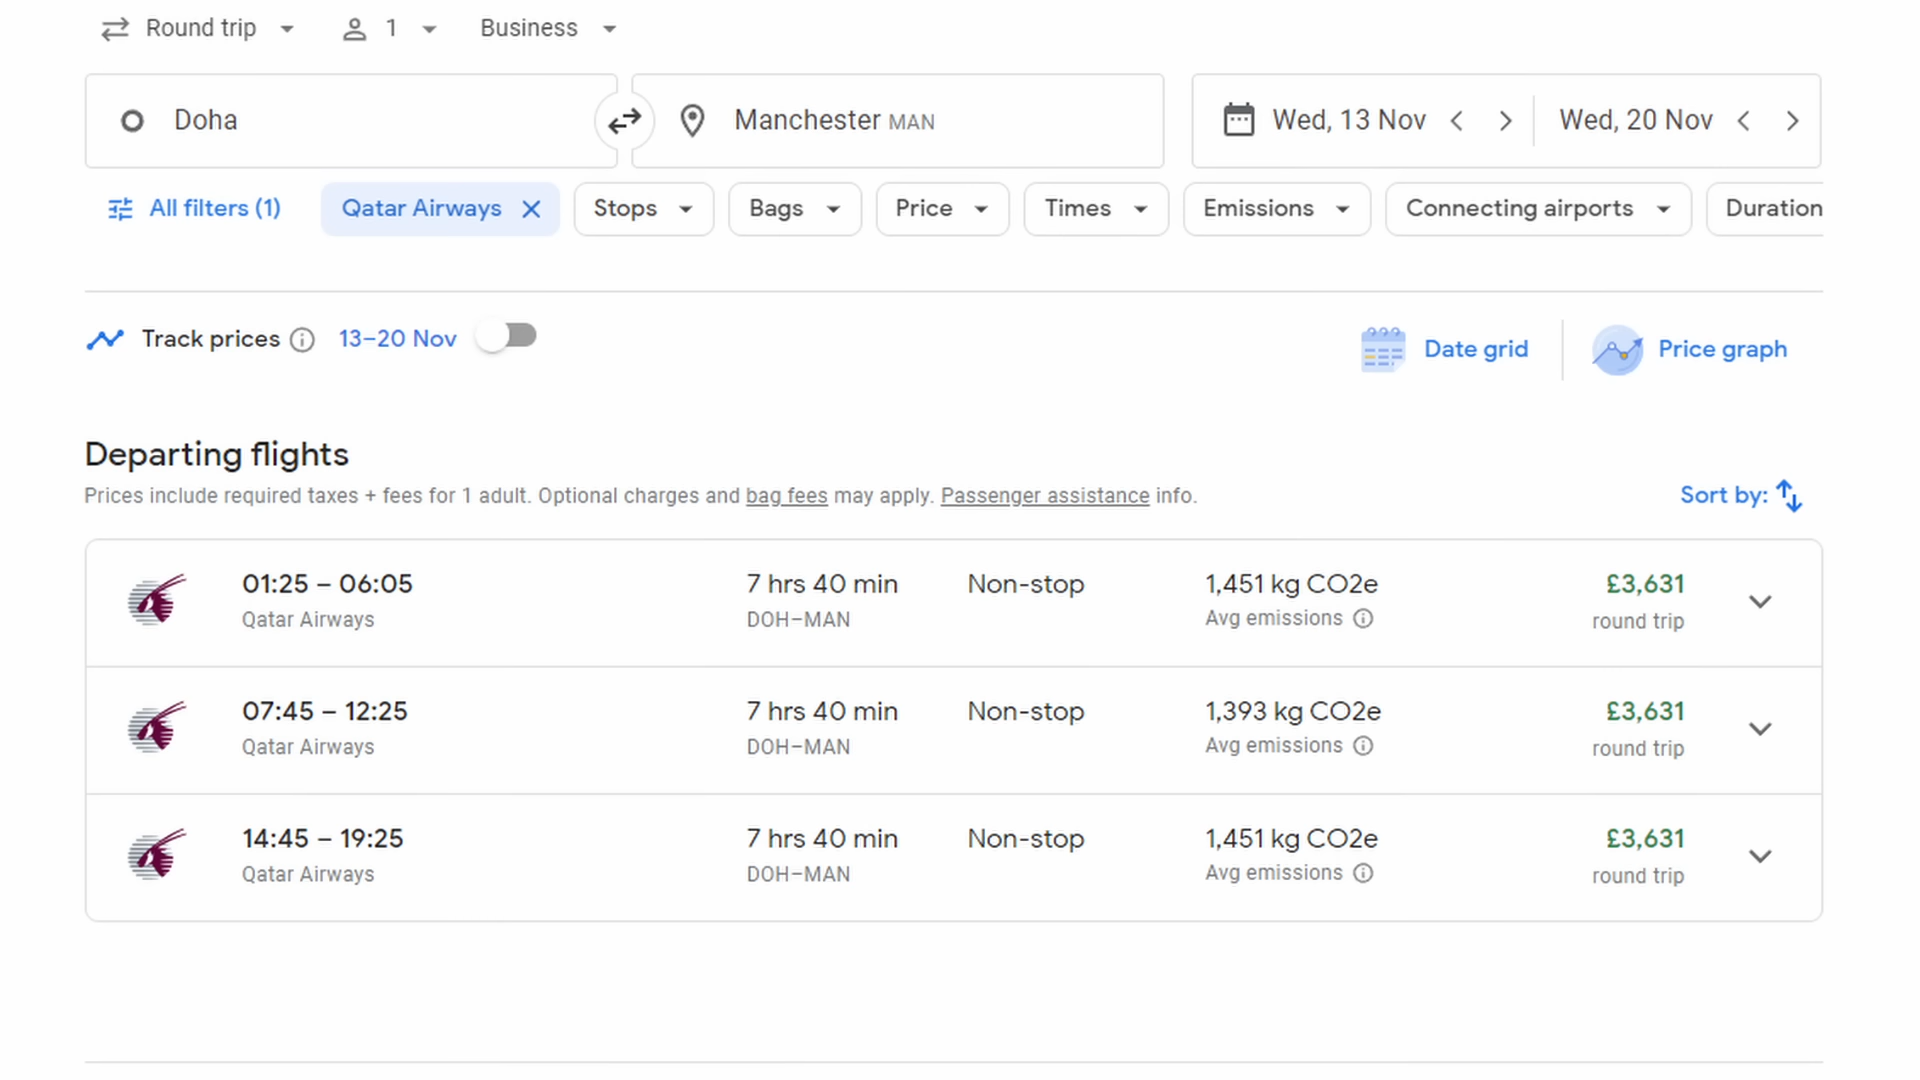 Round trip 1 Business
Doha Manchester MAN Wed, 13 Nov Wed, 20 Nov
All filters (1) Qatar Airways Stops Bags Price Times Emissions Connecting airports Duration
Track prices 13–20 Nov Date grid Price graph
Departing flights
Prices include required taxes + fees for 1 adult. Optional charges and bag fees may apply. Passenger assistance info. Sort by:
01:25 – 06:05 7 hrs 40 min Non-stop 1,451 kg CO2e £3,631
Qatar Airways DOH–MAN Avg emissions round trip
07:45 – 12:25 7 hrs 40 min Non-stop 1,393 kg CO2e £3,631
Qatar Airways DOH–MAN Avg emissions round trip
14:45 – 19:25 7 hrs 40 min Non-stop 1,451 kg CO2e £3,631
Qatar Airways DOH–MAN Avg emissions round trip